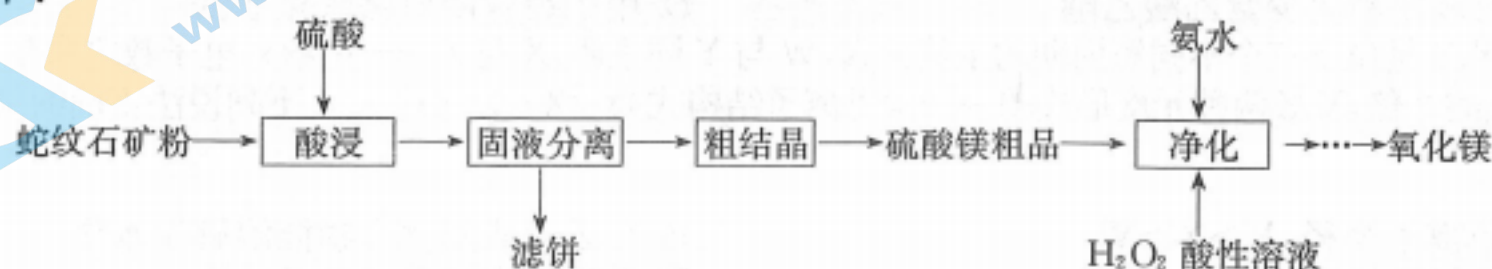 硫酸
氨水
蛇纹石矿粉 酸浸 固液分离 粗结晶 硫酸镁粗品 净化 ··· 氧化镁
滤饼
H₂O₂ 酸性溶液
www